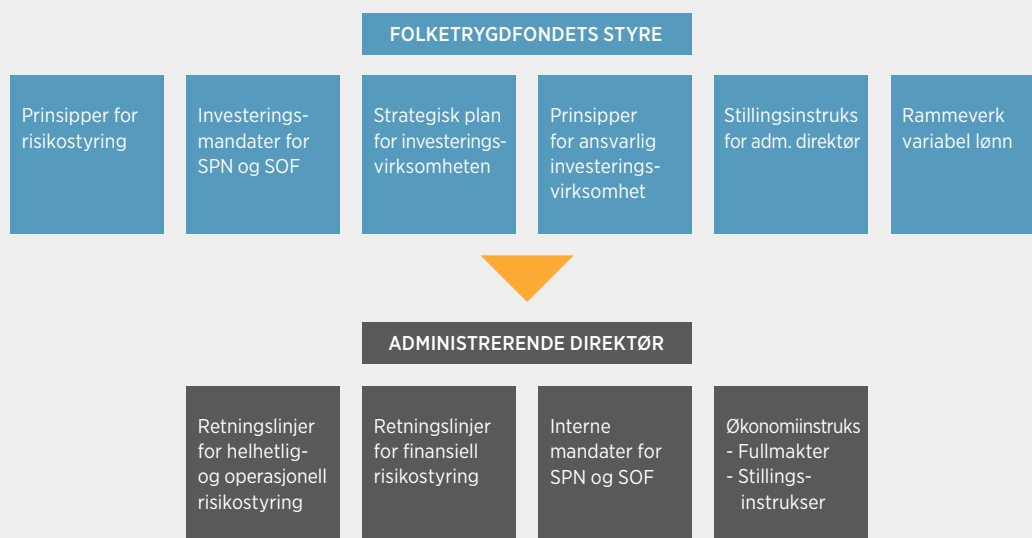 FOLKETRYGDFONDETS STYRE
Prinsipper for
risikostyring
Investerings-
mandater for
SPN og SOF
Strategisk plan
for investerings-
virksomheten
Prinsipper
for ansvarlig
investerings-
virksomhet
Stillingsinstruks
for adm. direktør
Rammeverk
variabel lønn
ADMINISTRERENDE DIREKTØR
Retningslinjer
for helhetlig-
og operasjonell
risikostyring
Retningslinjer
for finansiell
risikostyring
Interne
mandater for
SPN og SOF
Økonomiinstruks
- Fullmakter
- Stillings-
instrukser